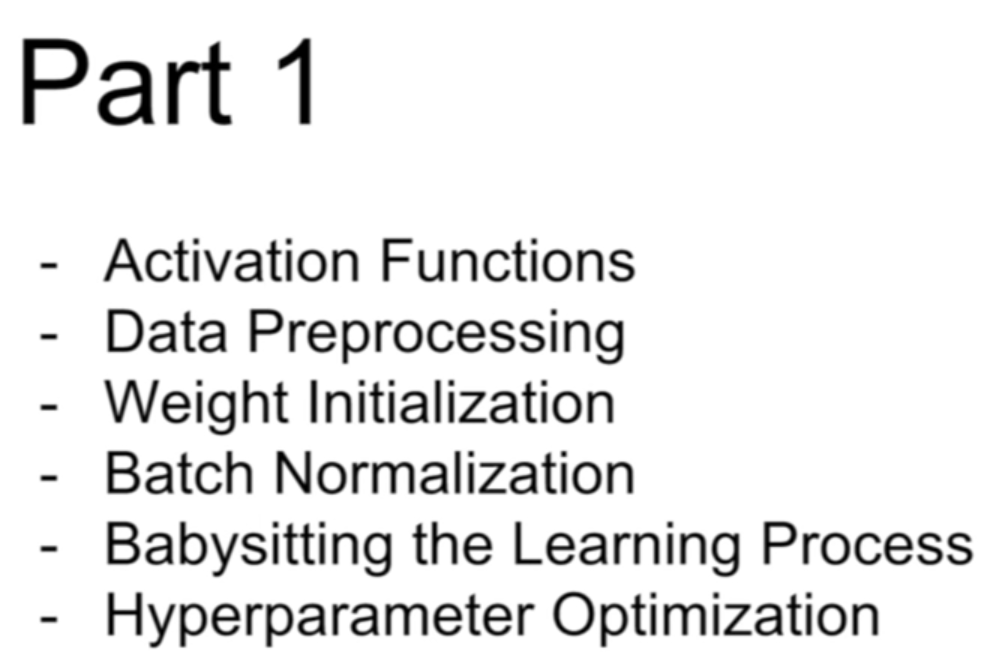 Part 1
- Activation Functions
- Data Preprocessing
- Weight Initialization
- Batch Normalization
- Babysitting the Learning Process
- Hyperparameter Optimization